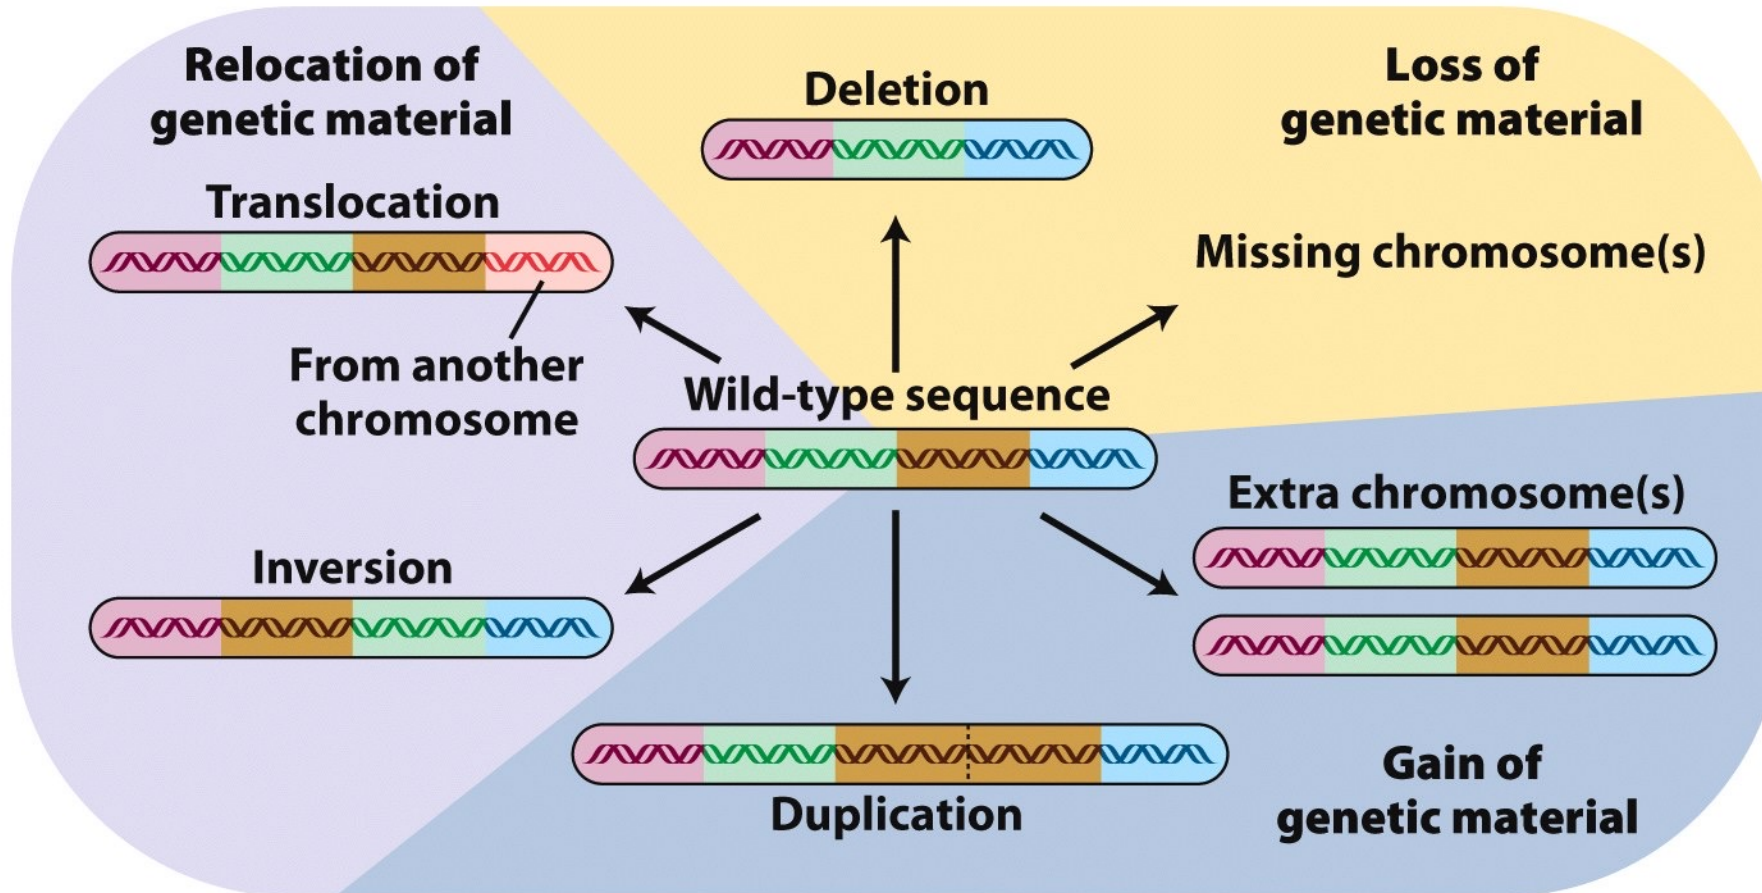 Relocation of
genetic material
Translocation
From another
chromosome
Inversion
Deletion
Loss of
genetic material
Missing chromosome(s)
Wild-type sequence
Extra chromosome(s)
Duplication
Gain of
genetic material